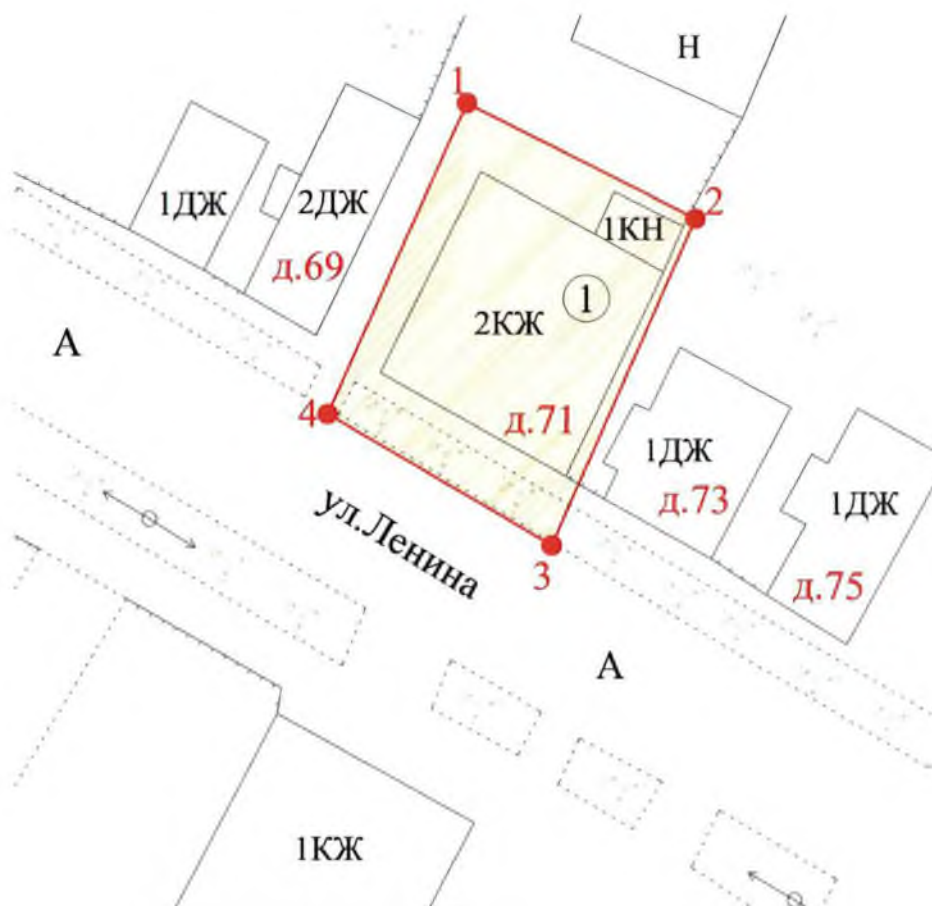 Н
1
2
1ДЖ
2ДЖ
1КН
д.69
1
2КЖ
А
4
д.71
1ДЖ
д.73
1ДЖ
ул.Ленина
3
д.75
А
1КЖ